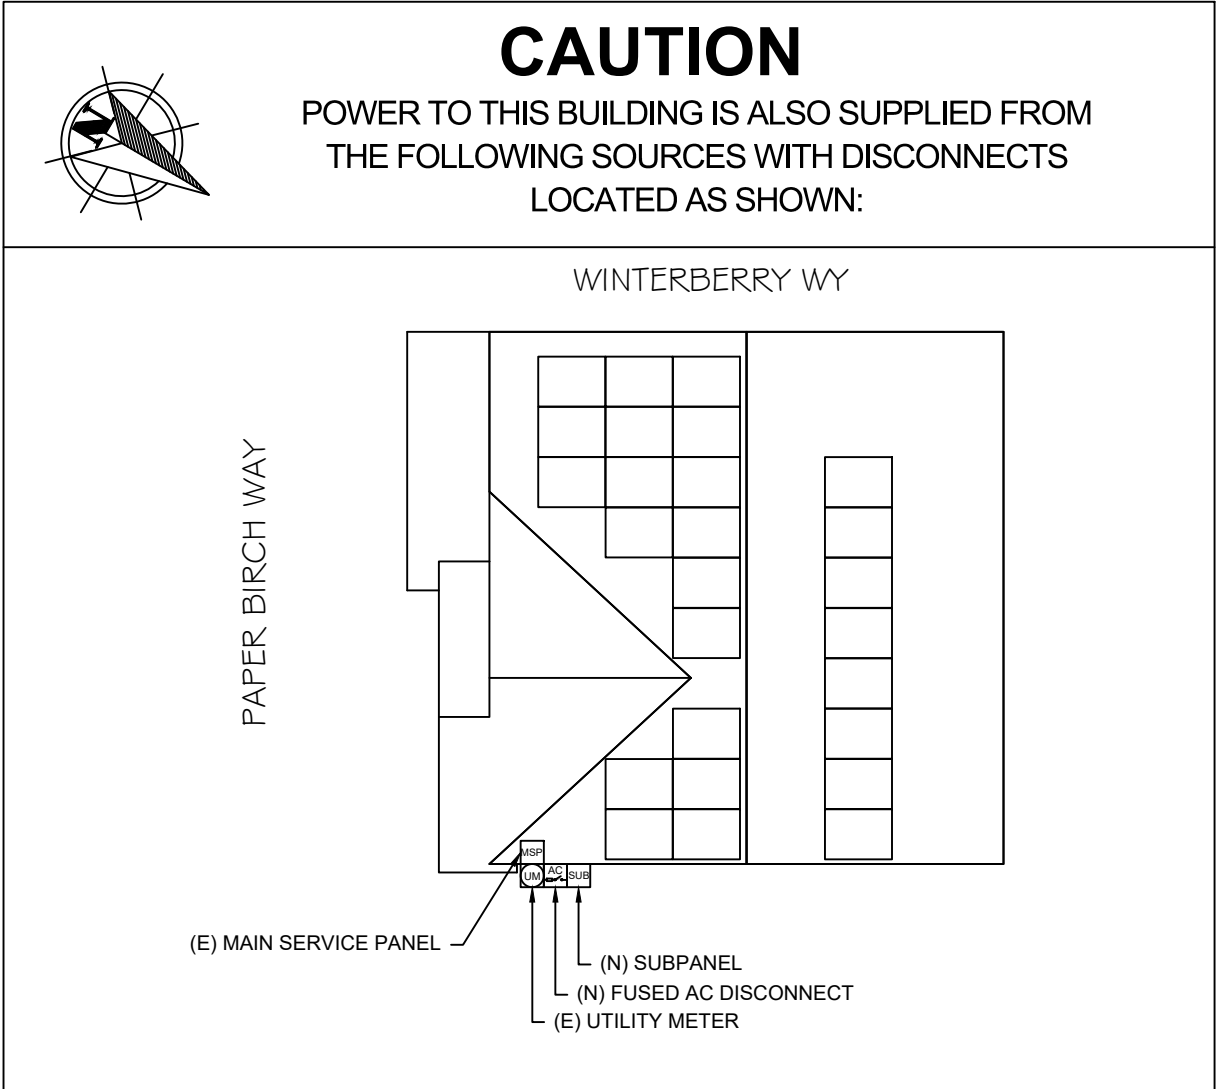 CAUTION
N
POWER TO THIS BUILDING IS ALSO SUPPLIED FROM
THE FOLLOWING SOURCES WITH DISCONNECTS
LOCATED AS SHOWN:
WINTERBERRY WY
PAPER BIRCH WAY
MSP
UM
AC
SUB
(E) MAIN SERVICE PANEL
(N) SUBPANEL
(N) FUSED AC DISCONNECT
(E) UTILITY METER